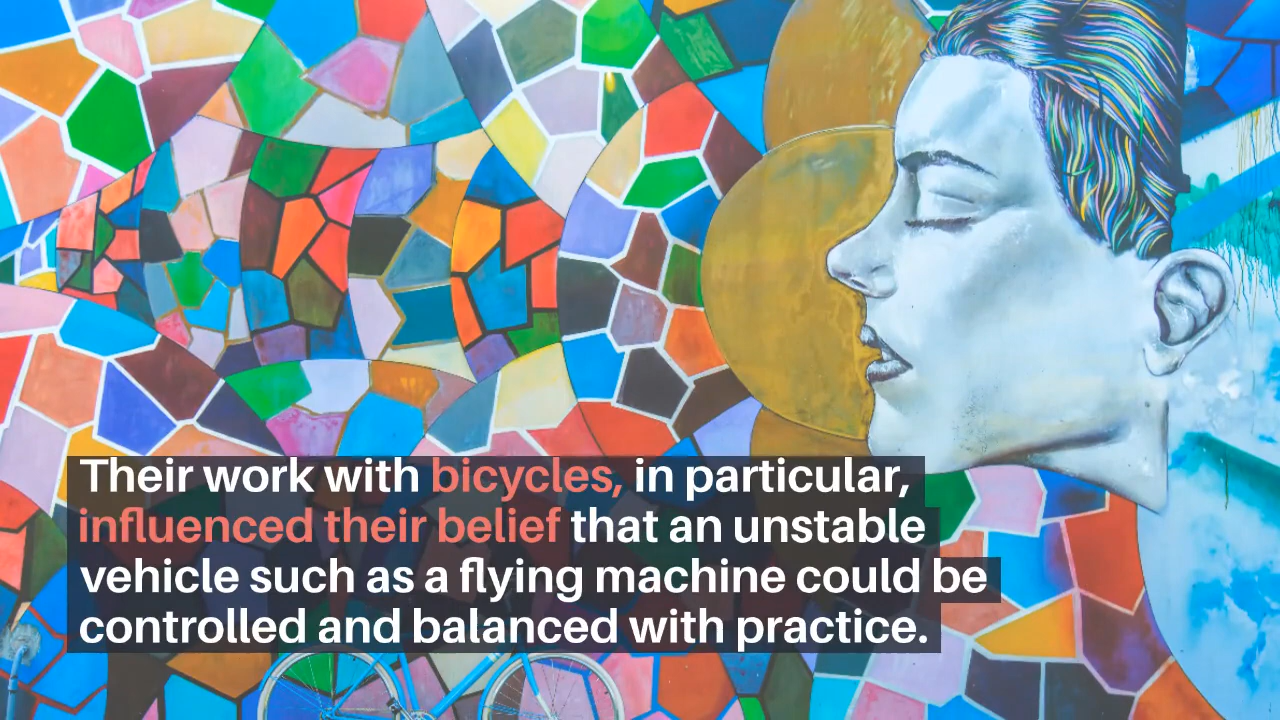 Their work with bicycles, in particular,
influenced their belief that an unstable
vehicle such as a flying machine could be
controlled and balanced with practice.